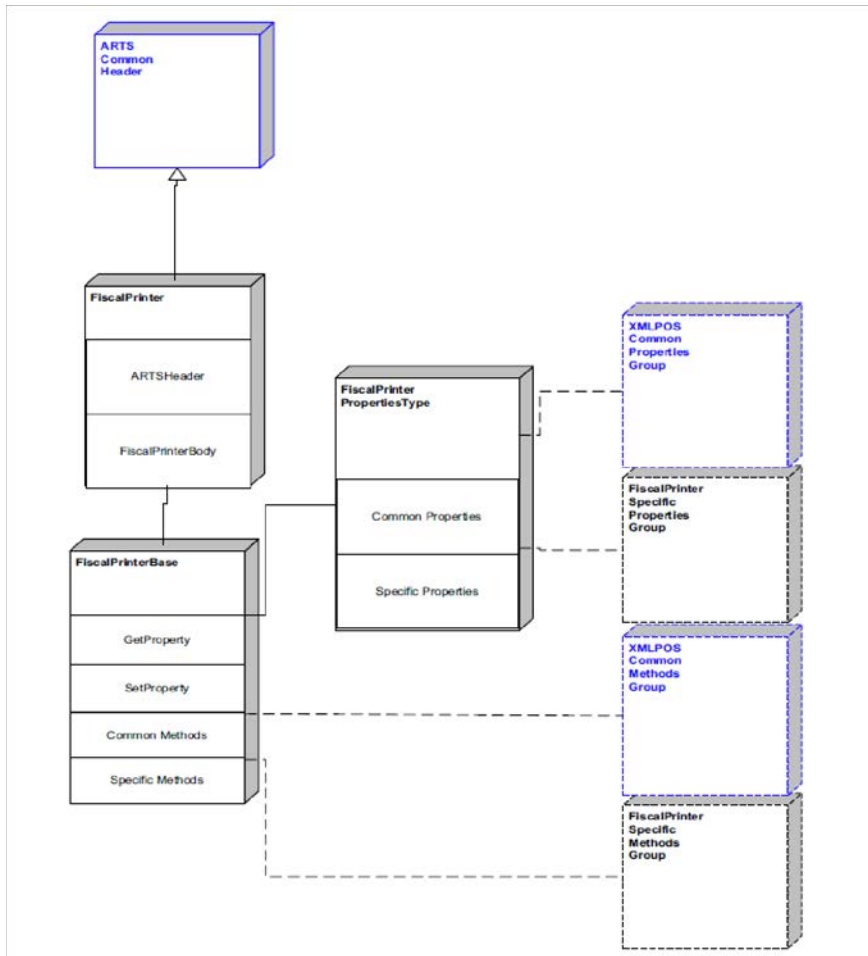 ARTS
Common
Header
FiscalPrinter
ARTSHeader
FiscalPrinterBody
FiscalPrinterBase
GetProperty
SetProperty
Common Methods
Specific Methods
FiscalPrinter
PropertiesType
Common Properties
Specific Properties
XMLPOS
Common
Properties
Group
FiscalPrinter
Specific
Properties
Group
XMLPOS
Common
Methods
Group
FiscalPrinter
Specific
Methods
Group